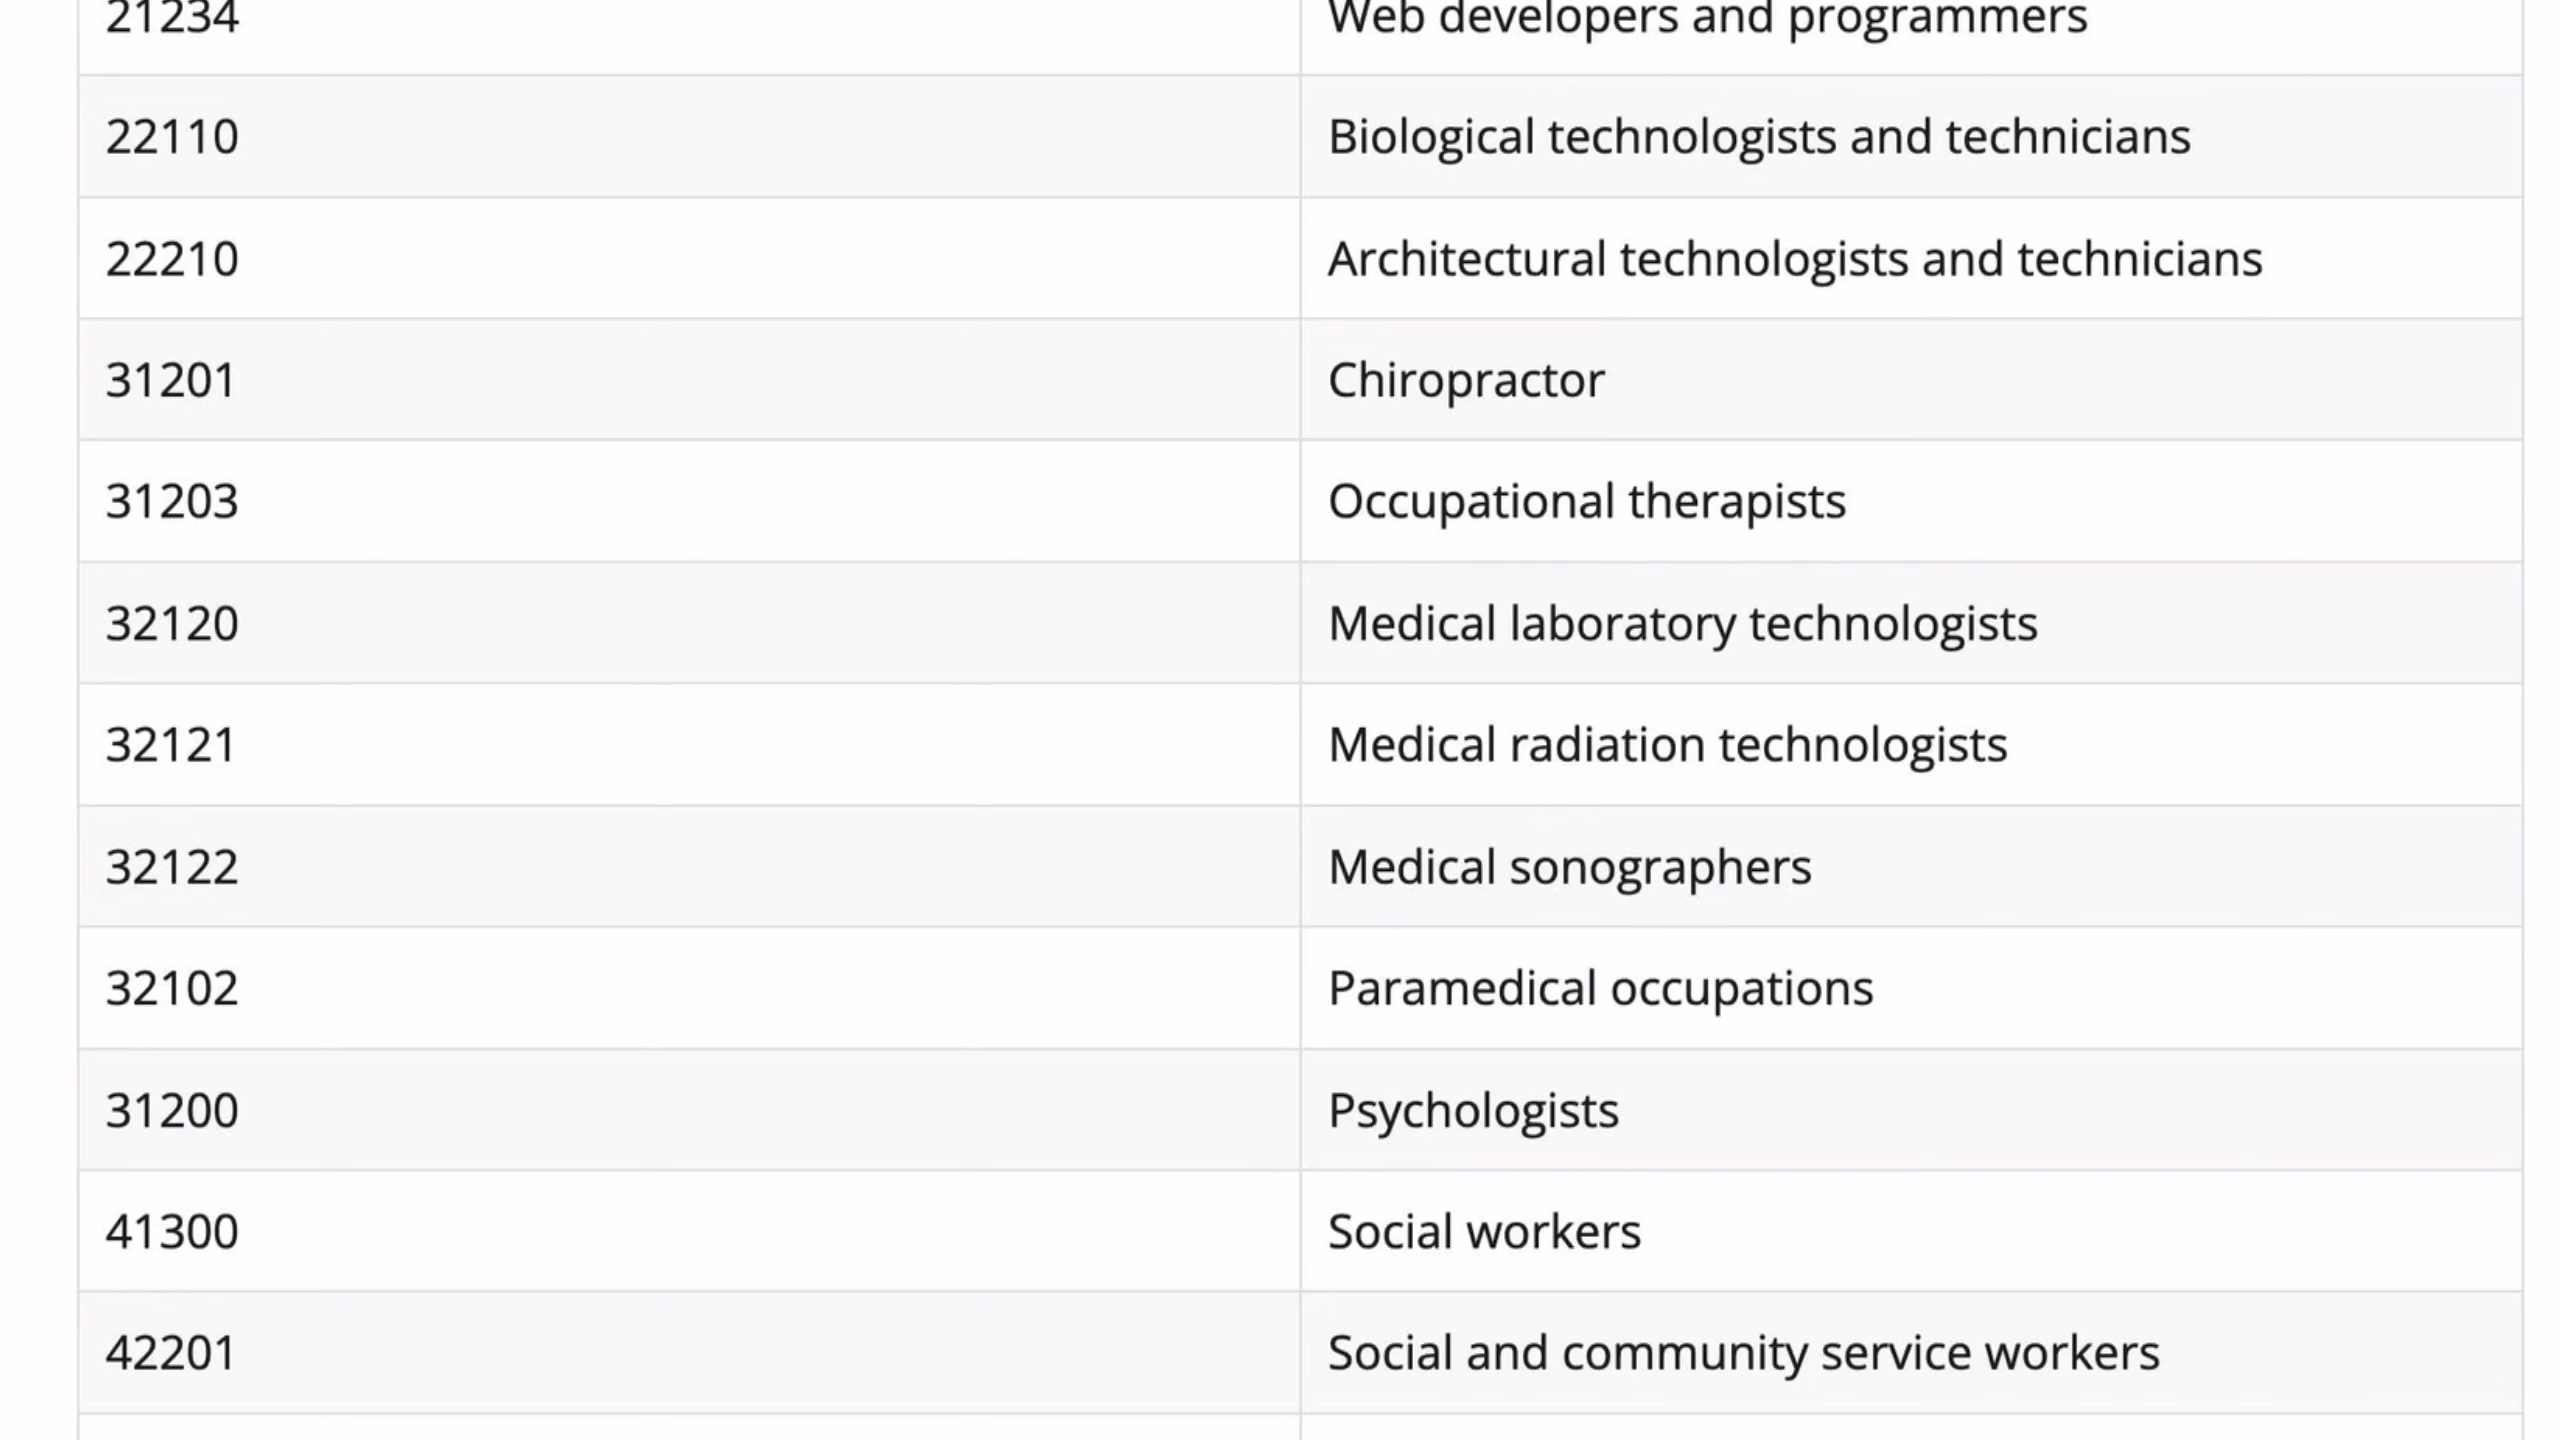 21234 Web developers and programmers
22110 Biological technologists and technicians
22210 Architectural technologists and technicians
31201 Chiropractor
31203 Occupational therapists
32120 Medical laboratory technologists
32121 Medical radiation technologists
32122 Medical sonographers
32102 Paramedical occupations
31200 Psychologists
41300 Social workers
42201 Social and community service workers